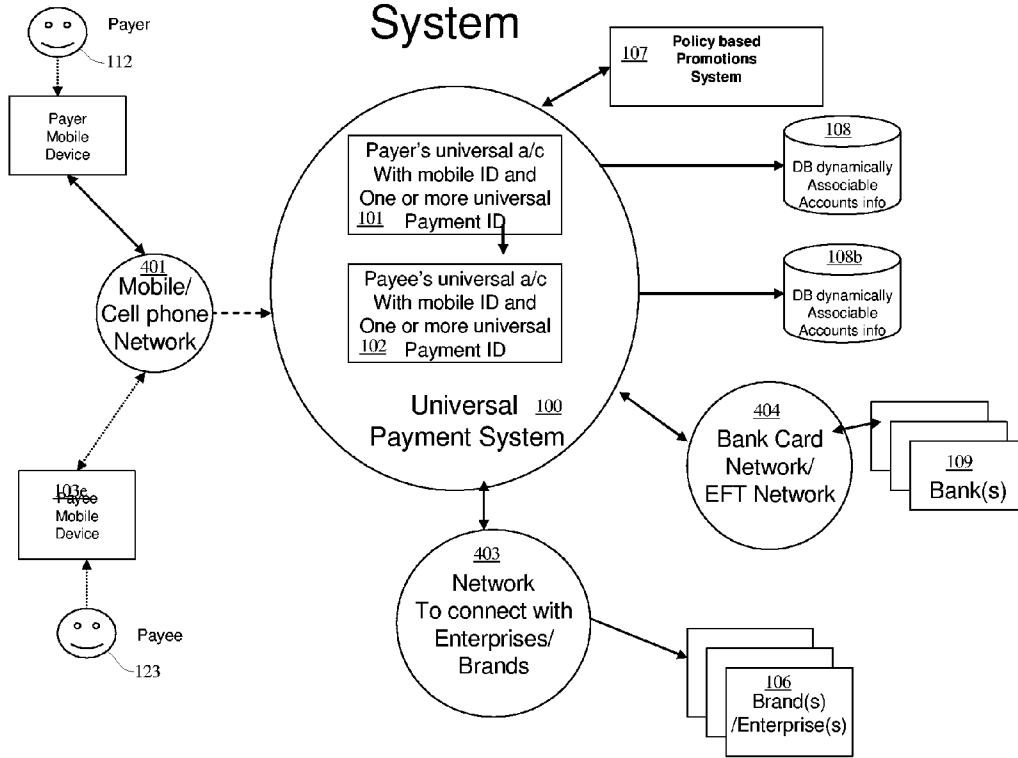 System
Payer
112
Payer
Mobile
Device
107
Policy based
Promotions
System
Payer's universal a/c
With mobile ID and
One or more universal
101 Payment ID
108
DB dynamically
Associable
Accounts info
401
Mobile/
Cell phone
Network
Payee's universal a/c
With mobile ID and
One or more universal
102 Payment ID
108b
DB dynamically
Associable
Accounts info
Universal 100
Payment System
404
Bank Card
Network/
EFT Network
109
Bank(s)
103e
Payee
Mobile
Device
Payee
123
403
Network
To connect with
Enterprises/
Brands
106
Brand(s)
/Enterprise(s)